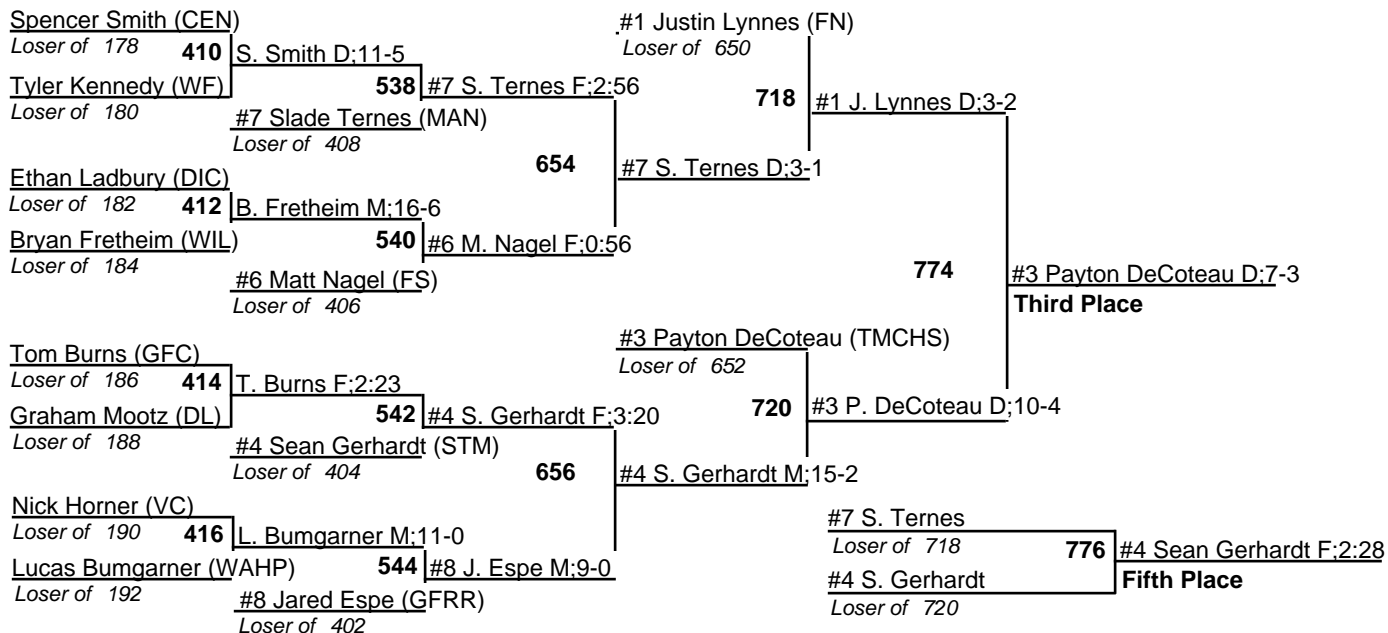 Spencer Smith (CEN)
Loser of 178
410
S. Smith D;11-5
Tyler Kennedy (WF)
Loser of 180
538
#7 S. Ternes F;2:56
#7 Slade Ternes (MAN)
Loser of 408
654
#7 S. Ternes D;3-1
Ethan Ladbury (DIC)
Loser of 182
412
B. Fretheim M;16-6
Bryan Fretheim (WIL)
Loser of 184
540
#6 M. Nagel F;0:56
#6 Matt Nagel (FS)
Loser of 406
#1 Justin Lynnes (FN)
Loser of 650
718
#1 J. Lynnes D;3-2
774
#3 Payton DeCoteau D;7-3
Third Place
Tom Burns (GFC)
Loser of 186
414
T. Burns F;2:23
Graham Mootz (DL)
Loser of 188
542
#4 S. Gerhardt F;3:20
#4 Sean Gerhardt (STM)
Loser of 404
656
#4 S. Gerhardt M;15-2
Nick Horner (VC)
Loser of 190
416
L. Bumgarner M;11-0
Lucas Bumgarner (WAHP)
Loser of 192
544
#8 J. Espe M;9-0
#8 Jared Espe (GFRR)
Loser of 402
#3 Payton DeCoteau (TMCHS)
Loser of 652
720
#3 P. DeCoteau D;10-4
#7 S. Ternes
Loser of 718
776
#4 Sean Gerhardt F;2:28
#4 S. Gerhardt
Fifth Place
Loser of 720